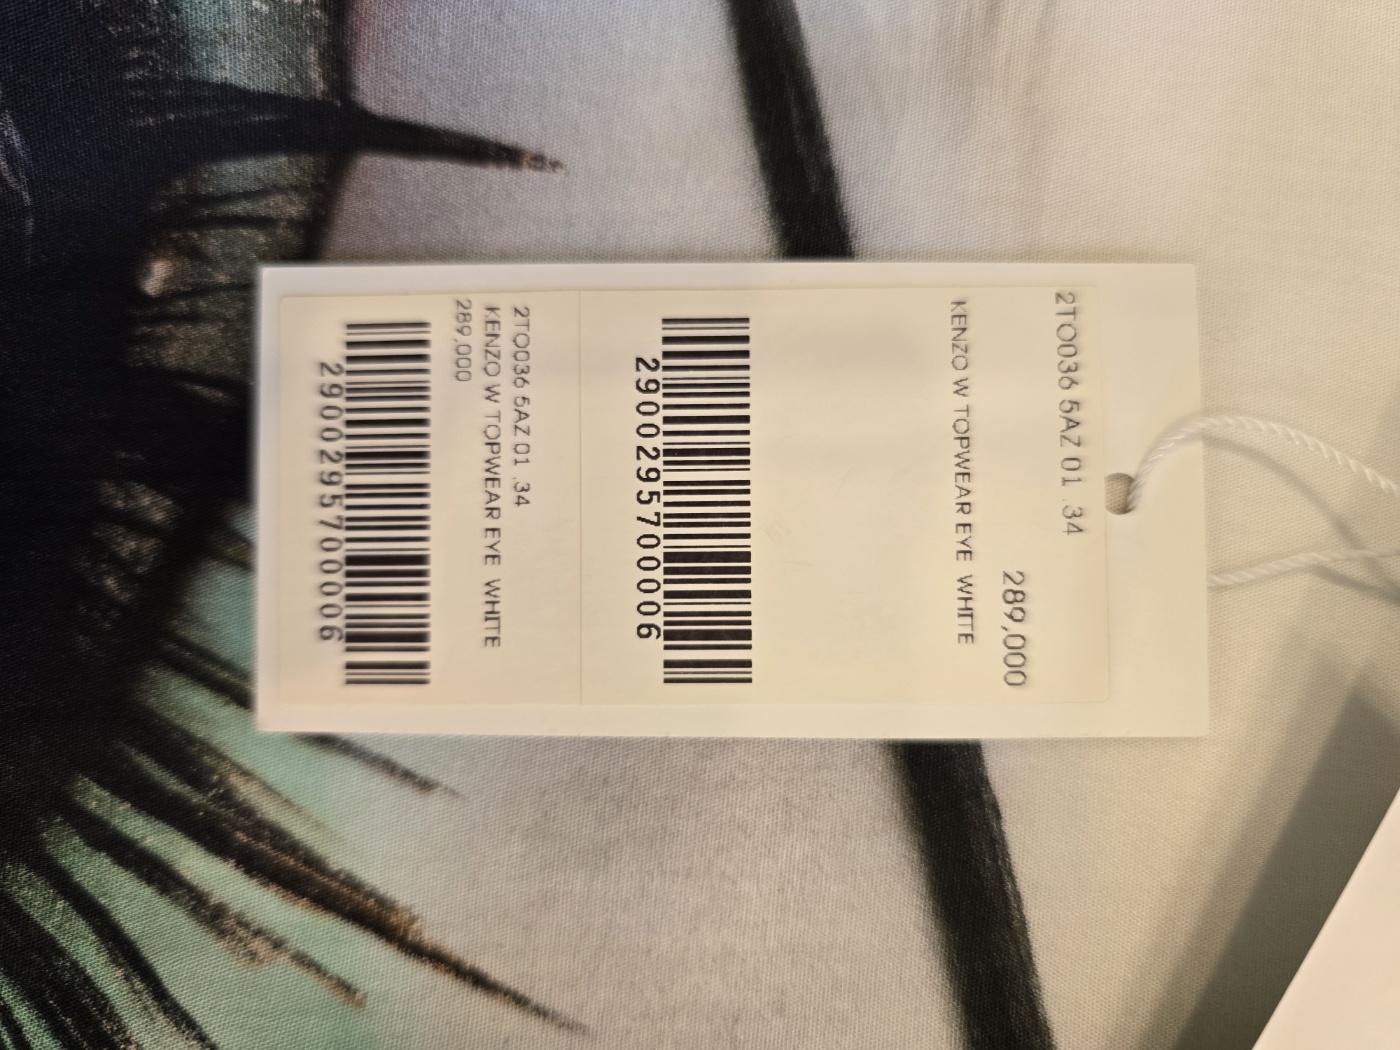 2TO036 5AZ 01 .34
289,000
KENZO W TOPWEAR EYE  WHITE
2900295700006
2TO036 5AZ 01 .34
KENZO W TOPWEAR EYE  WHITE
289,000
2900295700006